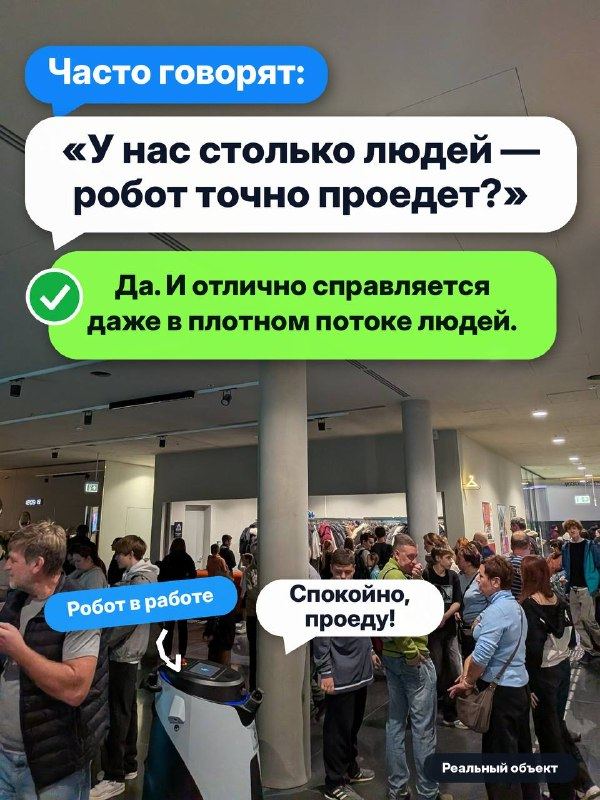 Часто говорят:
«У нас столько людей —
робот точно проедет?»
Да. И отлично справляется
даже в плотном потоке людей.
Робот в работе
Спокойно,
проеду!
Реальный объект